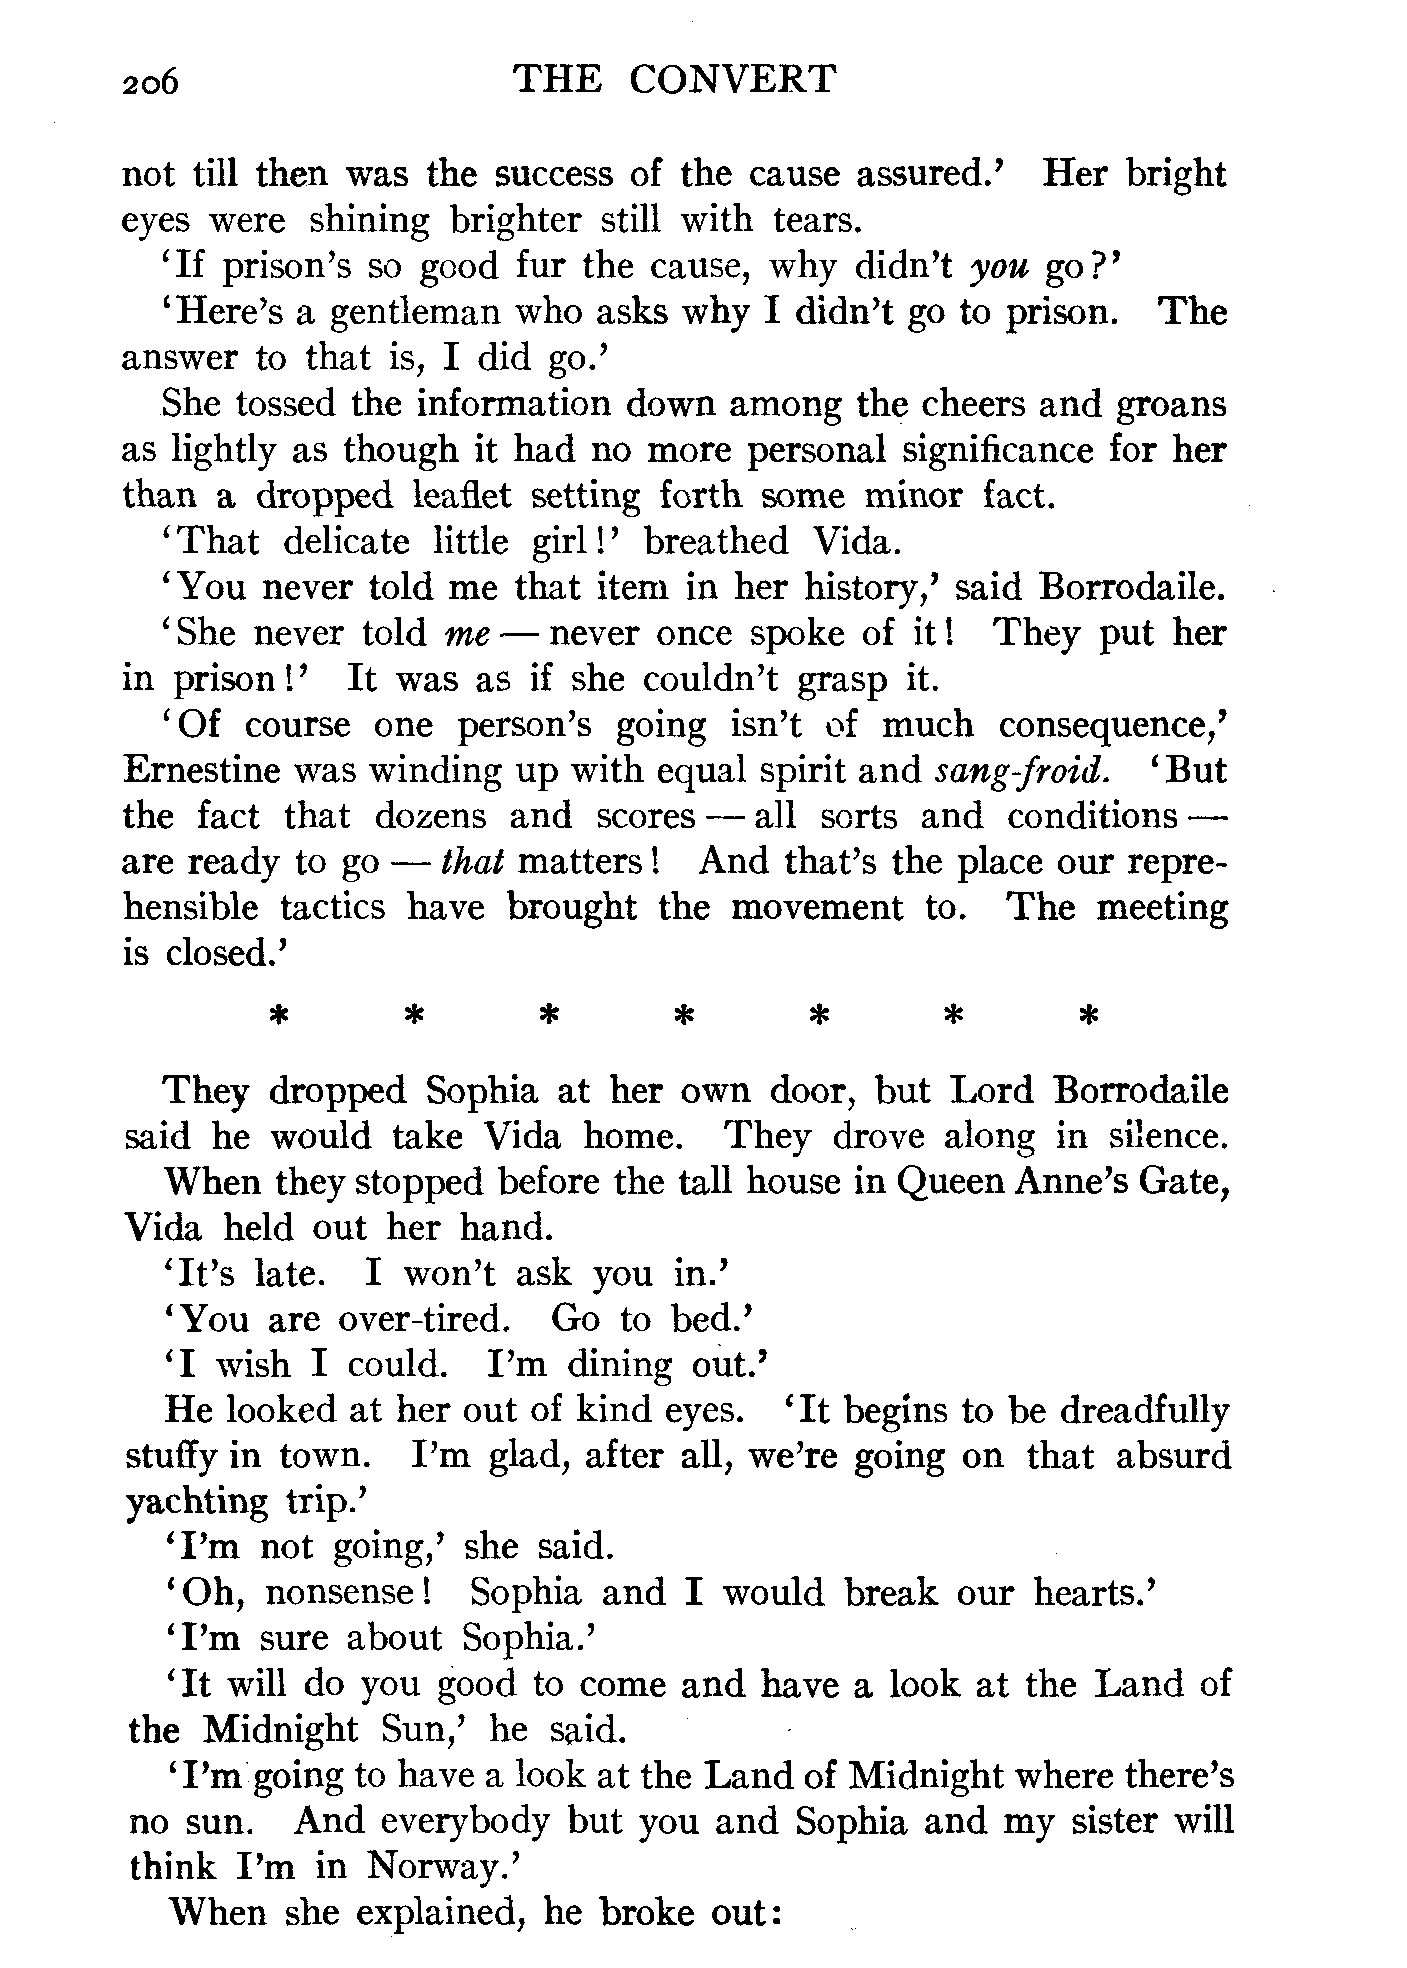 206 THE CONVERT
not till then was the success of the cause assured.’ Her bright
eyes were shining brighter still with tears.
‘If prison’s so good fur the cause, why didn’t you go?’
‘Here’s a gentleman who asks why I didn’t go to prison. The
answer to that is, I did go.’
She tossed the information down among the cheers and groans
as lightly as though it had no more personal significance for her
than a dropped leaflet setting forth some minor fact.
‘That delicate little girl!’ breathed Vida.
‘You never told me that item in her history,’ said Borrodaile.
‘She never told me — never once spoke of it! They put her
in prison!’ It was as if she couldn’t grasp it.
‘Of course one person’s going isn’t of much consequence,’
Ernestine was winding up with equal spirit and sang-froid. ‘But
the fact that dozens and scores — all sorts and conditions —
are ready to go — that matters! And that’s the place our repre-
hensible tactics have brought the movement to. The meeting
is closed.’
* * * * * * *
They dropped Sophia at her own door, but Lord Borrodaile
said he would take Vida home. They drove along in silence.
When they stopped before the tall house in Queen Anne’s Gate,
Vida held out her hand.
‘It’s late. I won’t ask you in.’
‘You are over-tired. Go to bed.’
‘I wish I could. I’m dining out.’
He looked at her out of kind eyes. ‘It begins to be dreadfully
stuffy in town. I’m glad, after all, we’re going on that absurd
yachting trip.’
‘I’m not going,’ she said.
‘Oh, nonsense! Sophia and I would break our hearts.’
‘I’m sure about Sophia.’
‘It will do you good to come and have a look at the Land of
the Midnight Sun,’ he said.
‘I’m going to have a look at the Land of Midnight where there’s
no sun. And everybody but you and Sophia and my sister will
think I’m in Norway.’
When she explained, he broke out: